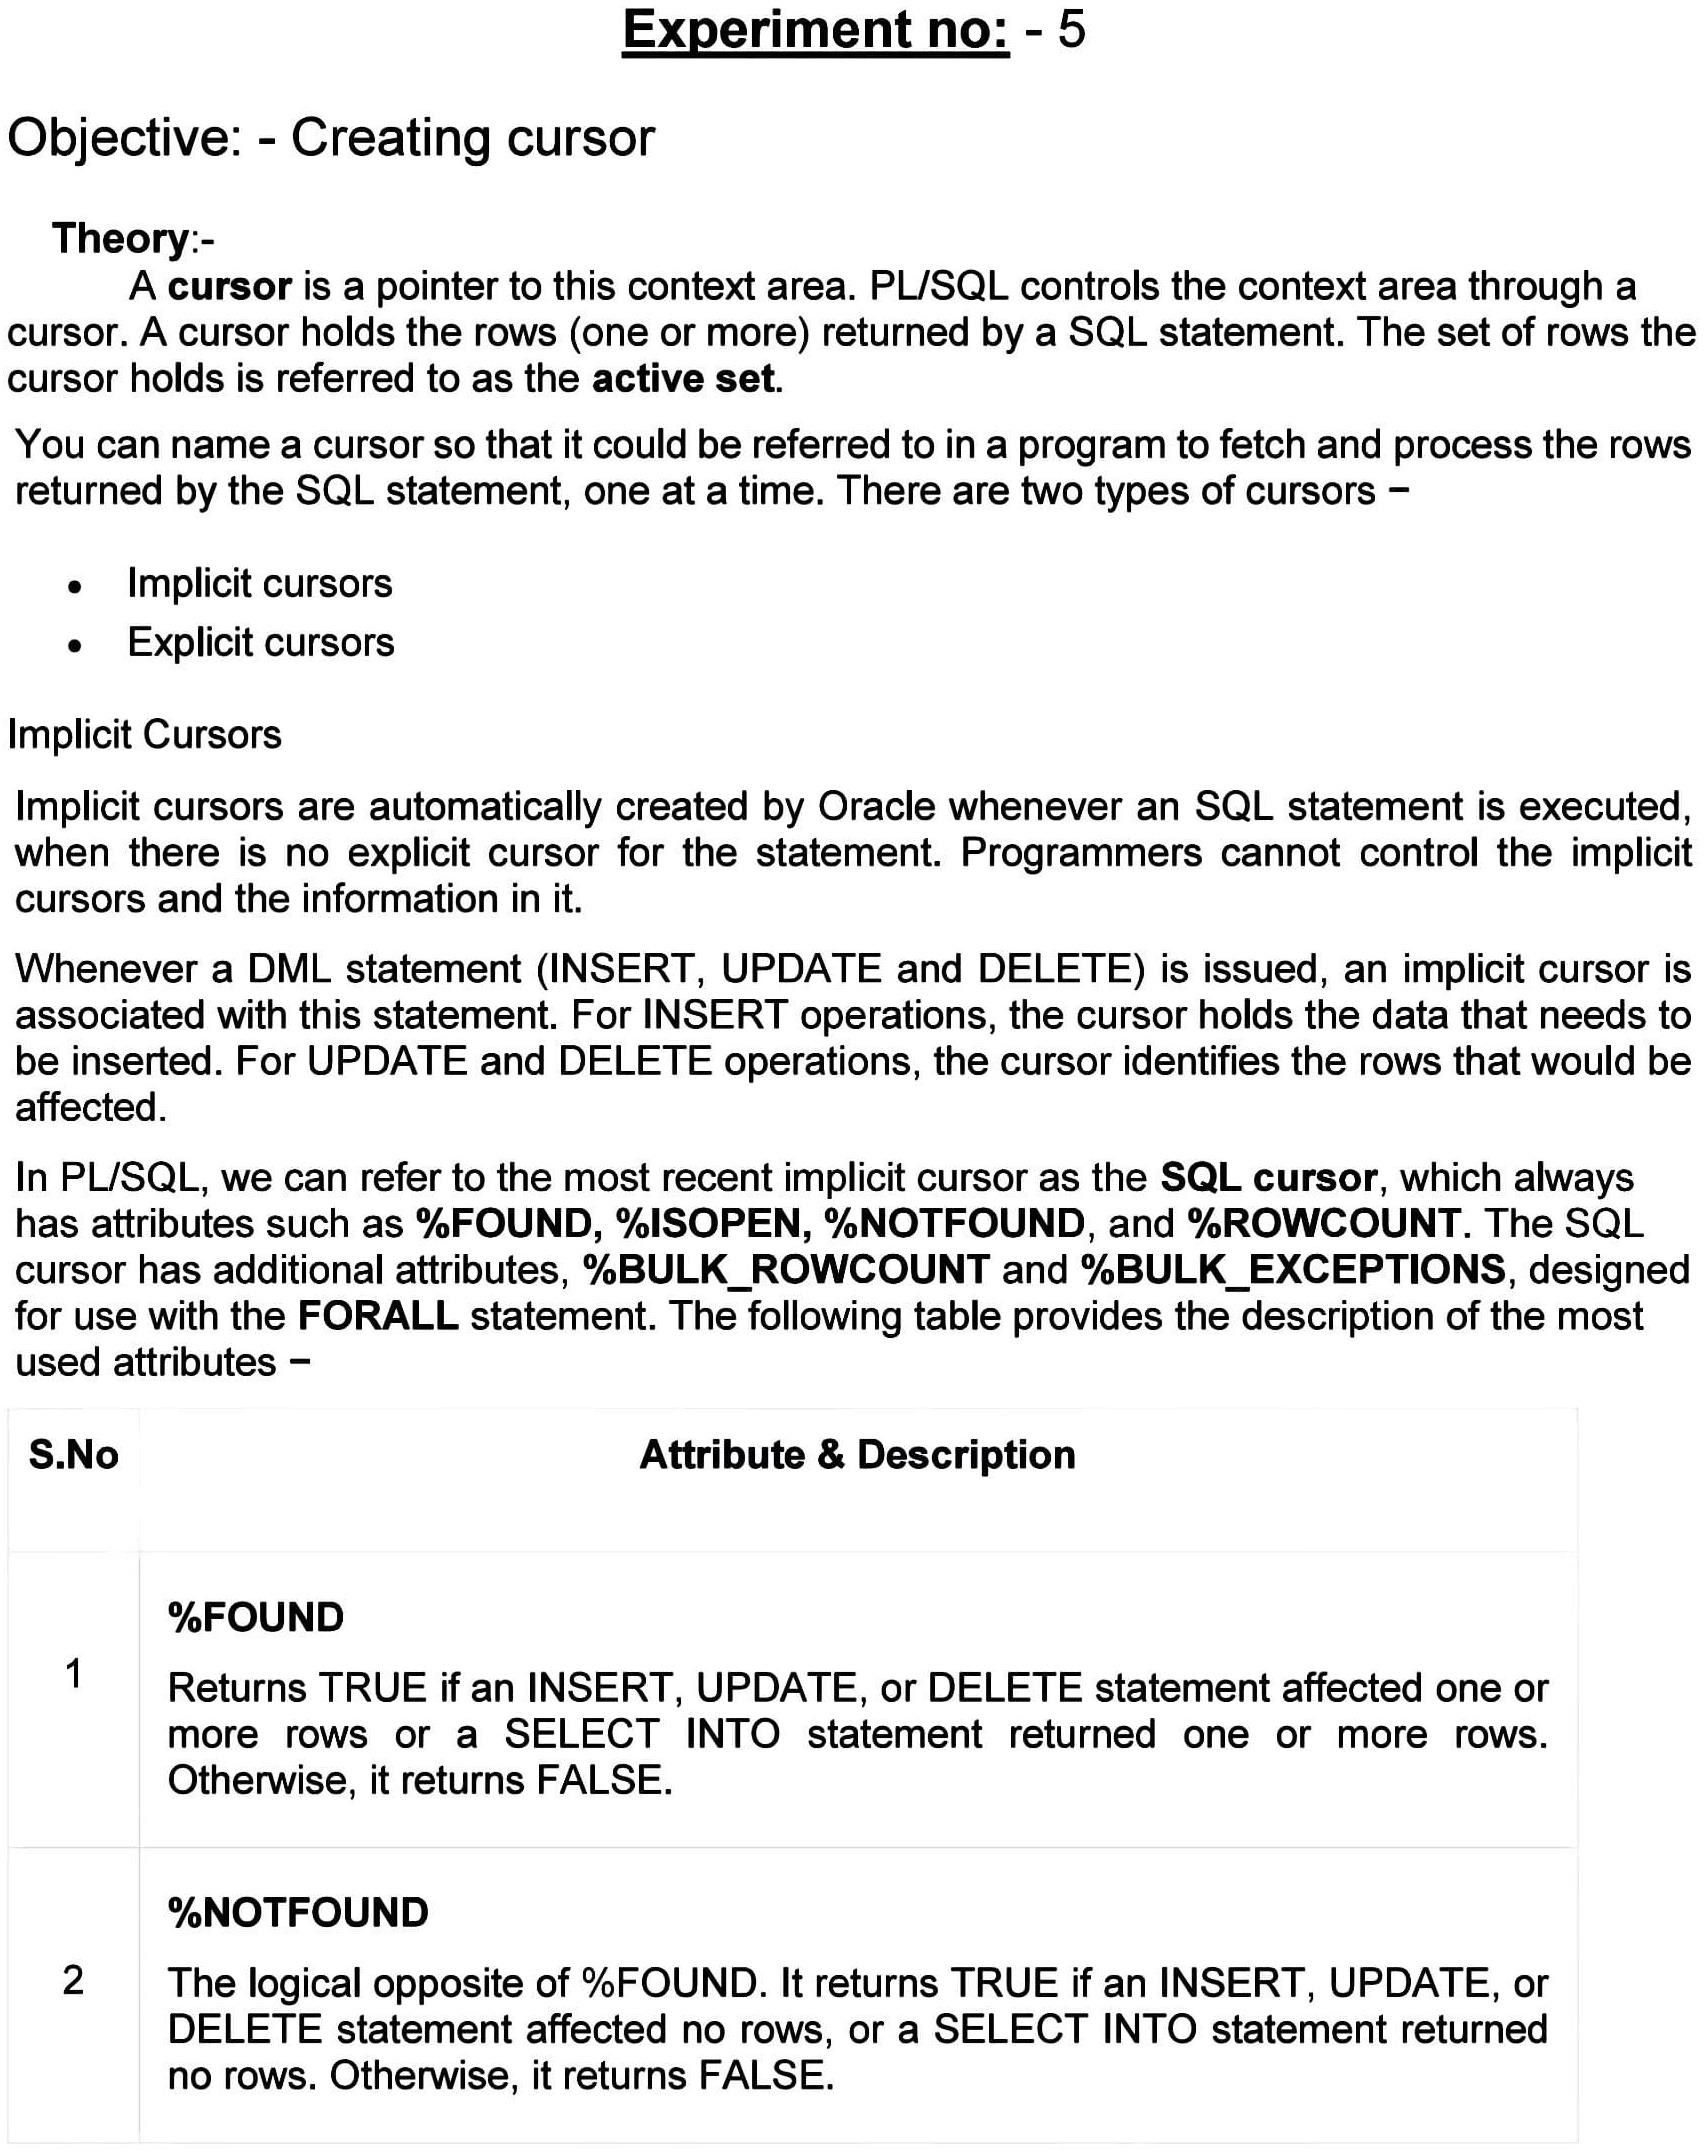 Experiment no: - 5
Objective: - Creating cursor
Theory:-
A cursor is a pointer to this context area. PL/SQL controls the context area through a
cursor. A cursor holds the rows (one or more) returned by a SQL statement. The set of rows the
cursor holds is referred to as the active set.
You can name a cursor so that it could be referred to in a program to fetch and process the rows
returned by the SQL statement, one at a time. There are two types of cursors −
• Implicit cursors
• Explicit cursors
Implicit Cursors
Implicit cursors are automatically created by Oracle whenever an SQL statement is executed,
when there is no explicit cursor for the statement. Programmers cannot control the implicit
cursors and the information in it.
Whenever a DML statement (INSERT, UPDATE and DELETE) is issued, an implicit cursor is
associated with this statement. For INSERT operations, the cursor holds the data that needs to
be inserted. For UPDATE and DELETE operations, the cursor identifies the rows that would be
affected.
In PL/SQL, we can refer to the most recent implicit cursor as the SQL cursor, which always
has attributes such as %FOUND, %ISOPEN, %NOTFOUND, and %ROWCOUNT. The SQL
cursor has additional attributes, %BULK_ROWCOUNT and %BULK_EXCEPTIONS, designed
for use with the FORALL statement. The following table provides the description of the most
used attributes −
S.No Attribute & Description
%FOUND
1
Returns TRUE if an INSERT, UPDATE, or DELETE statement affected one or
more rows or a SELECT INTO statement returned one or more rows.
Otherwise, it returns FALSE.
%NOTFOUND
2
The logical opposite of %FOUND. It returns TRUE if an INSERT, UPDATE, or
DELETE statement affected no rows, or a SELECT INTO statement returned
no rows. Otherwise, it returns FALSE.